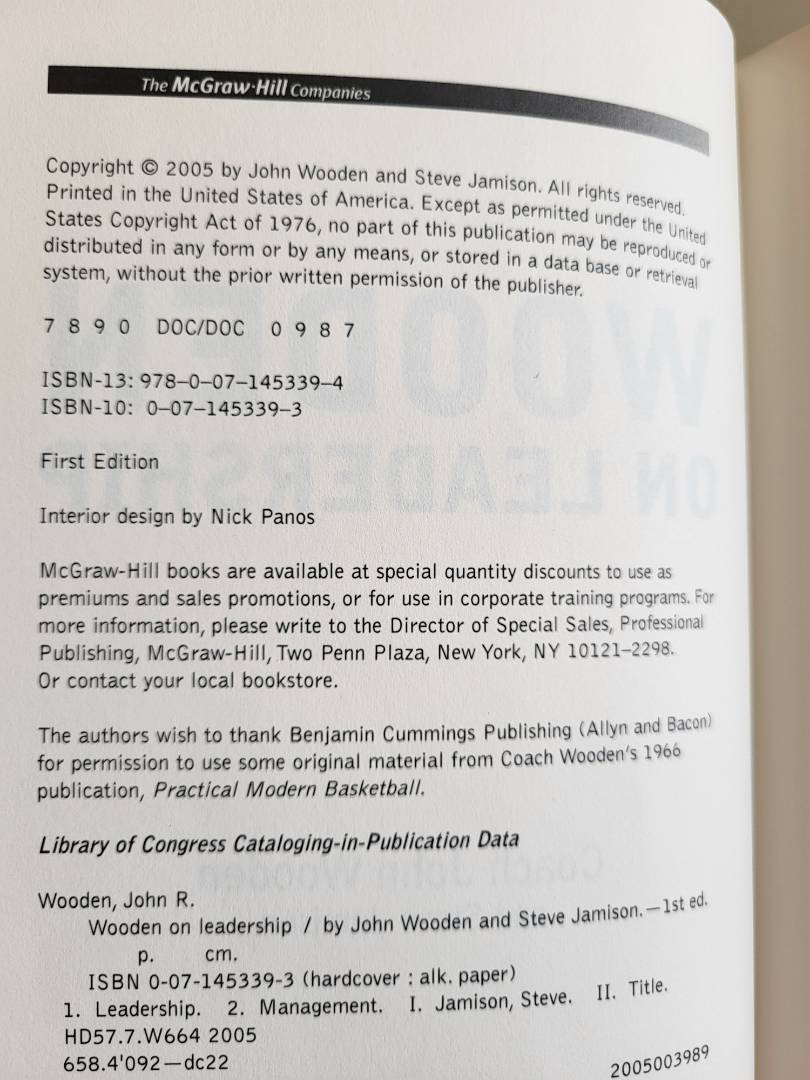 The McGraw·Hill Companies
Copyright © 2005 by John Wooden and Steve Jamison. All rights reserved.
Printed in the United States of America. Except as permitted under the United
States Copyright Act of 1976, no part of this publication may be reproduced or
distributed in any form or by any means, or stored in a data base or retrieval
system, without the prior written permission of the publisher.
7 8 9 0 DOC/DOC 0 9 8 7
ISBN-13: 978–0–07–145339–4
ISBN-10: 0–07–145339–3
First Edition
Interior design by Nick Panos
McGraw-Hill books are available at special quantity discounts to use as
premiums and sales promotions, or for use in corporate training programs. For
more information, please write to the Director of Special Sales, Professional
Publishing, McGraw-Hill, Two Penn Plaza, New York, NY 10121–2298.
Or contact your local bookstore.
The authors wish to thank Benjamin Cummings Publishing (Allyn and Bacon)
for permission to use some original material from Coach Wooden's 1966
publication, Practical Modern Basketball.
Library of Congress Cataloging-in-Publication Data
Wooden, John R.
Wooden on leadership / by John Wooden and Steve Jamison.—1st ed.
p. cm.
ISBN 0-07-145339-3 (hardcover : alk. paper)
1. Leadership. 2. Management. I. Jamison, Steve. II. Title.
HD57.7.W664 2005
658.4'092—dc22
2005003989
WOODEN
ON LEADERSHIP
Coach John Wooden